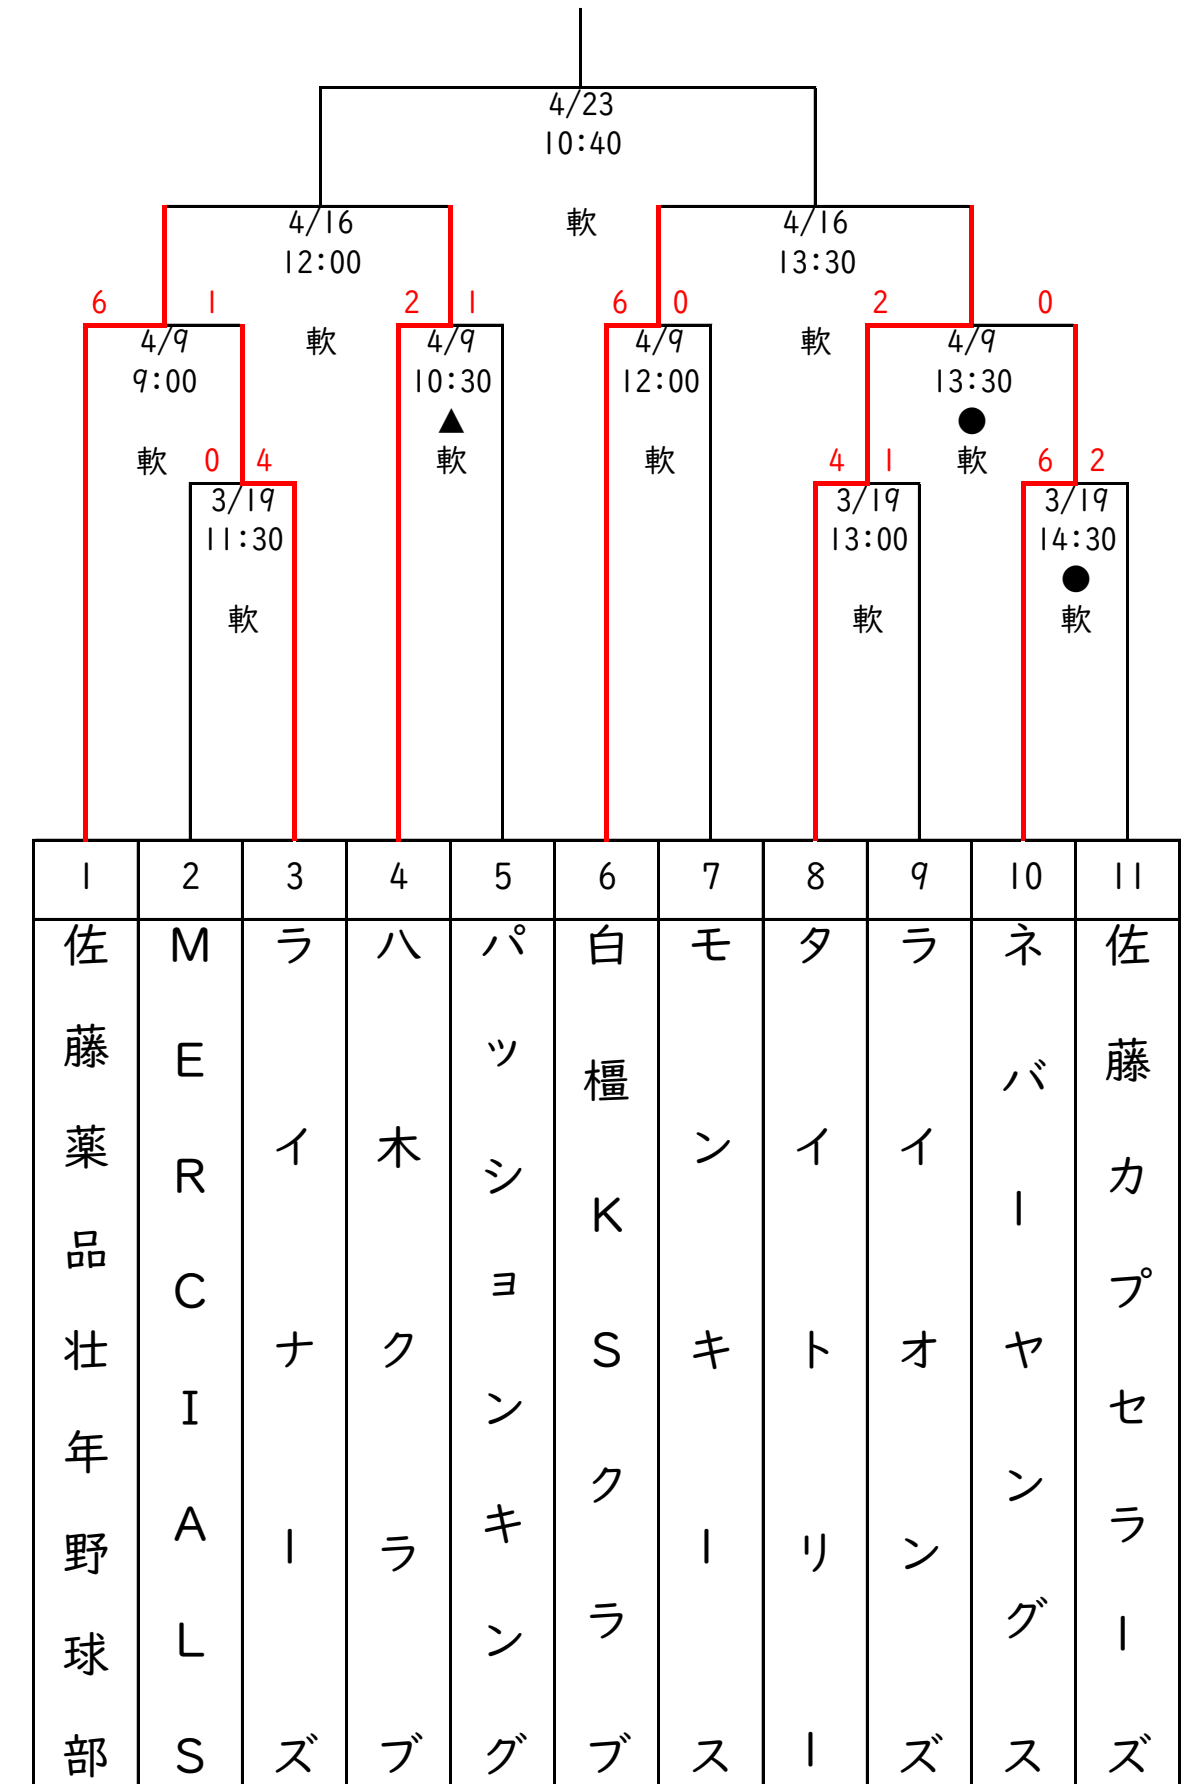 4/23
10:40
軟
4/16
12:00
軟
4/16
13:30
軟
6 1
4/9
9:00
軟
2 1
4/9
10:30
▲
軟
6 0
4/9
12:00
軟
2 0
4/9
13:30
●
軟
0 4
3/19
11:30
軟
4 1
3/19
13:00
軟
6 2
3/19
14:30
●
軟
1 2 3 4 5 6 7 8 9 10 11
佐藤薬品壮年野球部
MERCIALS
ライナーズ
八木クラブ
パッションキング
白橿KSクラブ
モンキース
タイトリー
ライオンズ
ネバーヤングス
佐藤カプセラーズ